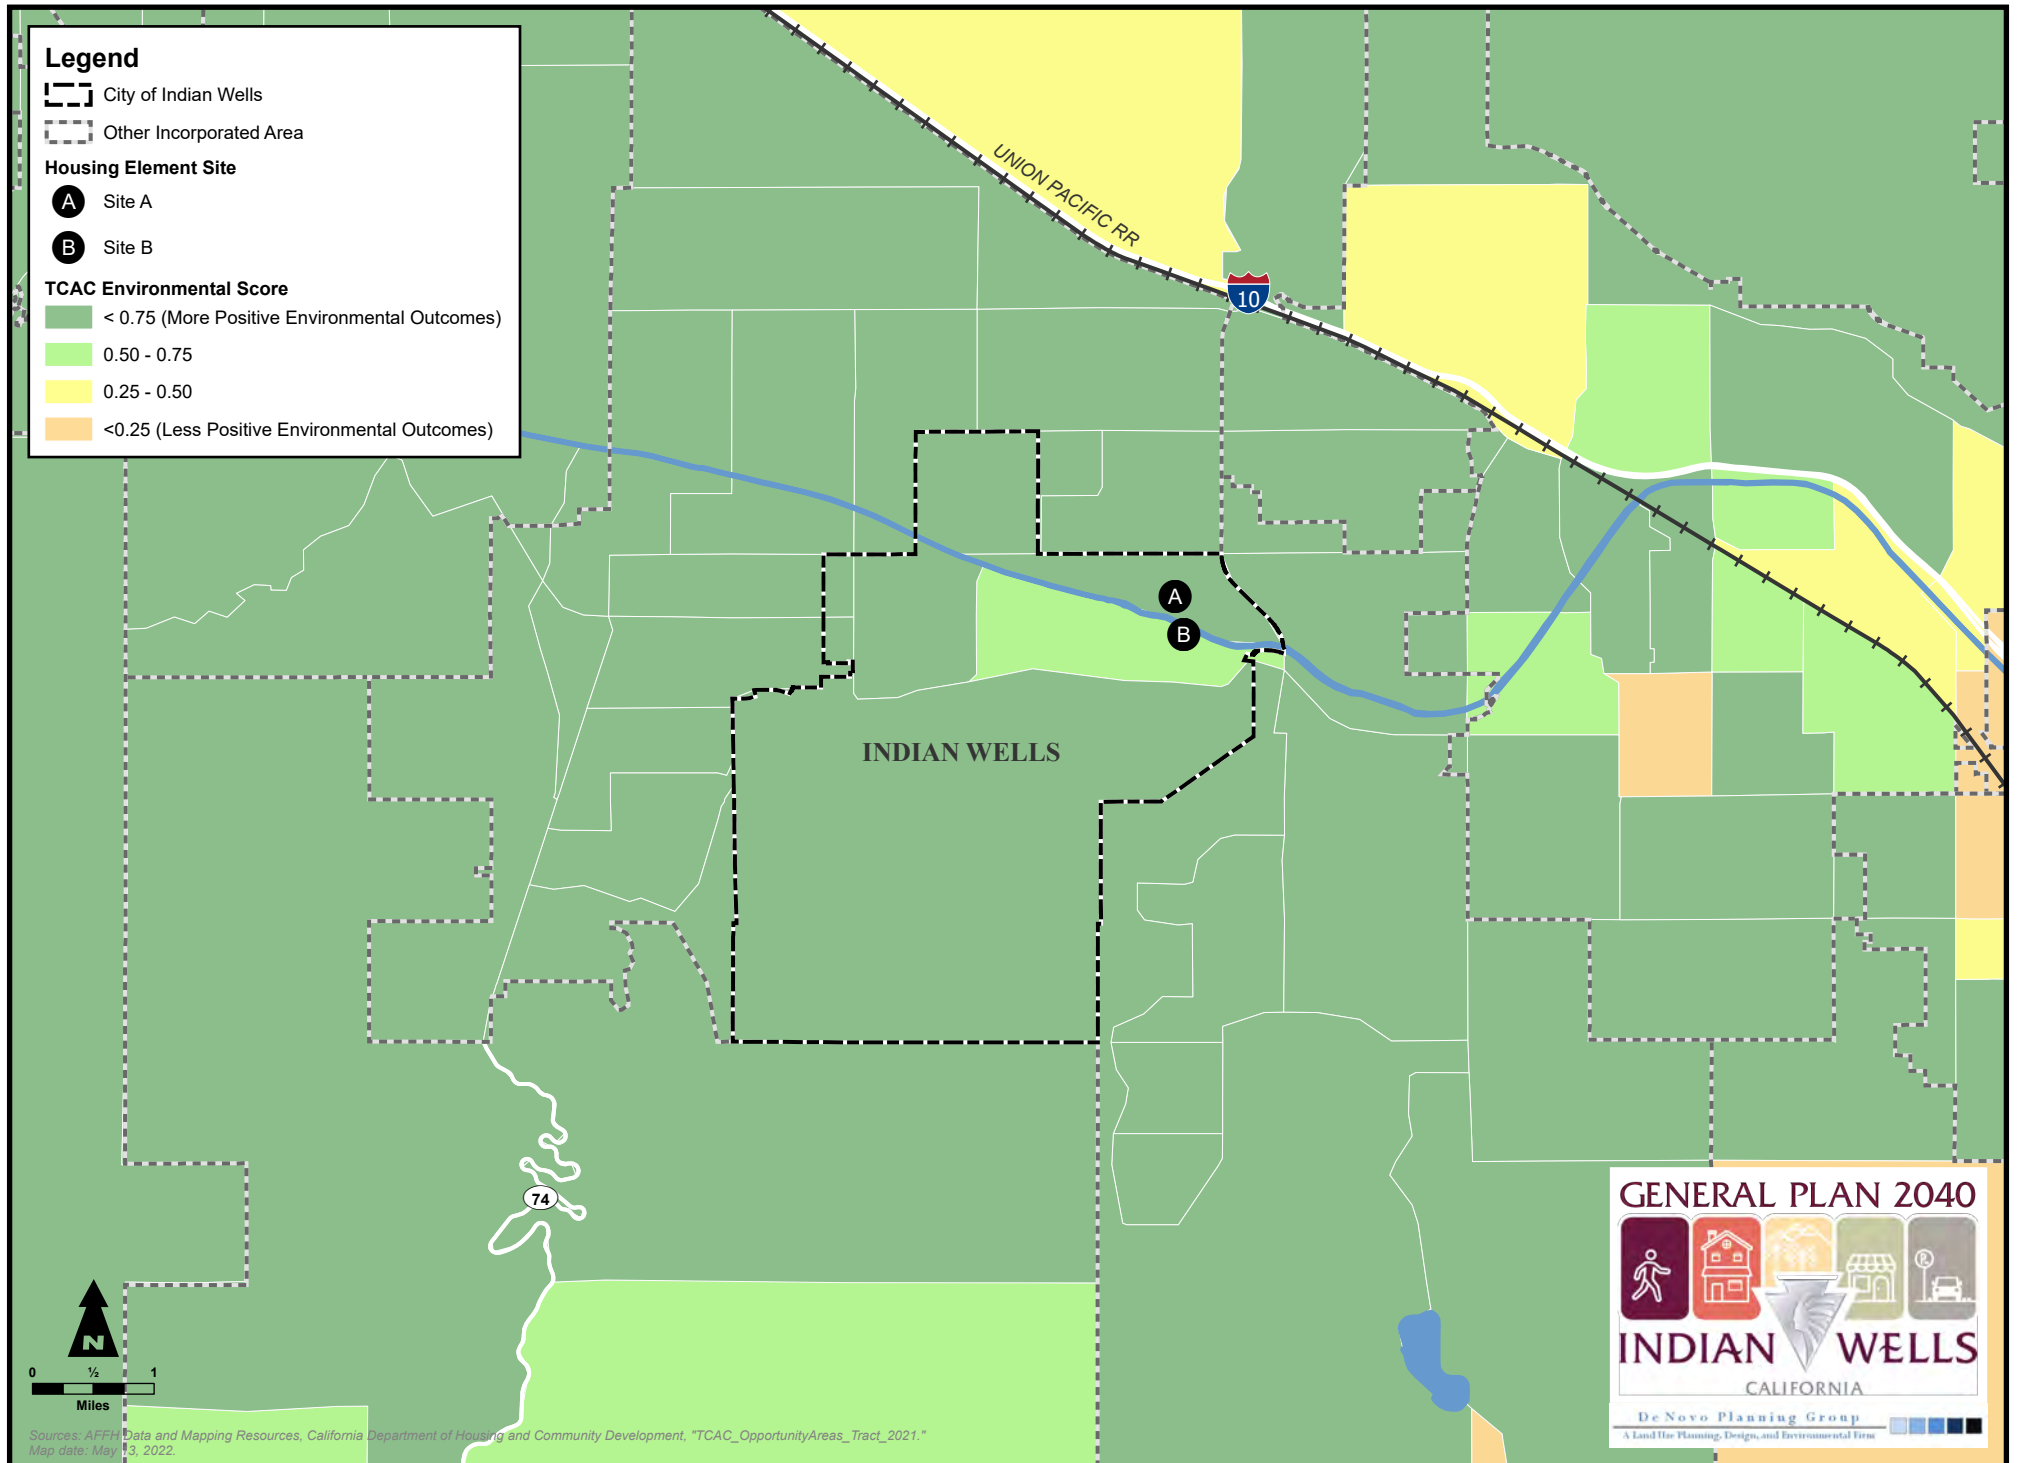 Legend
City of Indian Wells
Other Incorporated Area
Housing Element Site
A Site A
B Site B
TCAC Environmental Score
< 0.75 (More Positive Environmental Outcomes)
0.50 - 0.75
0.25 - 0.50
<0.25 (Less Positive Environmental Outcomes)
UNION PACIFIC RR
10
A
B
INDIAN WELLS
74
N
0 ½ 1
Miles
Sources: AFFH Data and Mapping Resources, California Department of Housing and Community Development, "TCAC_OpportunityAreas_Tract_2021."
Map date: May 13, 2022.
GENERAL PLAN 2040
P
INDIAN WELLS
CALIFORNIA
De Novo Planning Group
A Land Use Planning, Design, and Environmental Firm